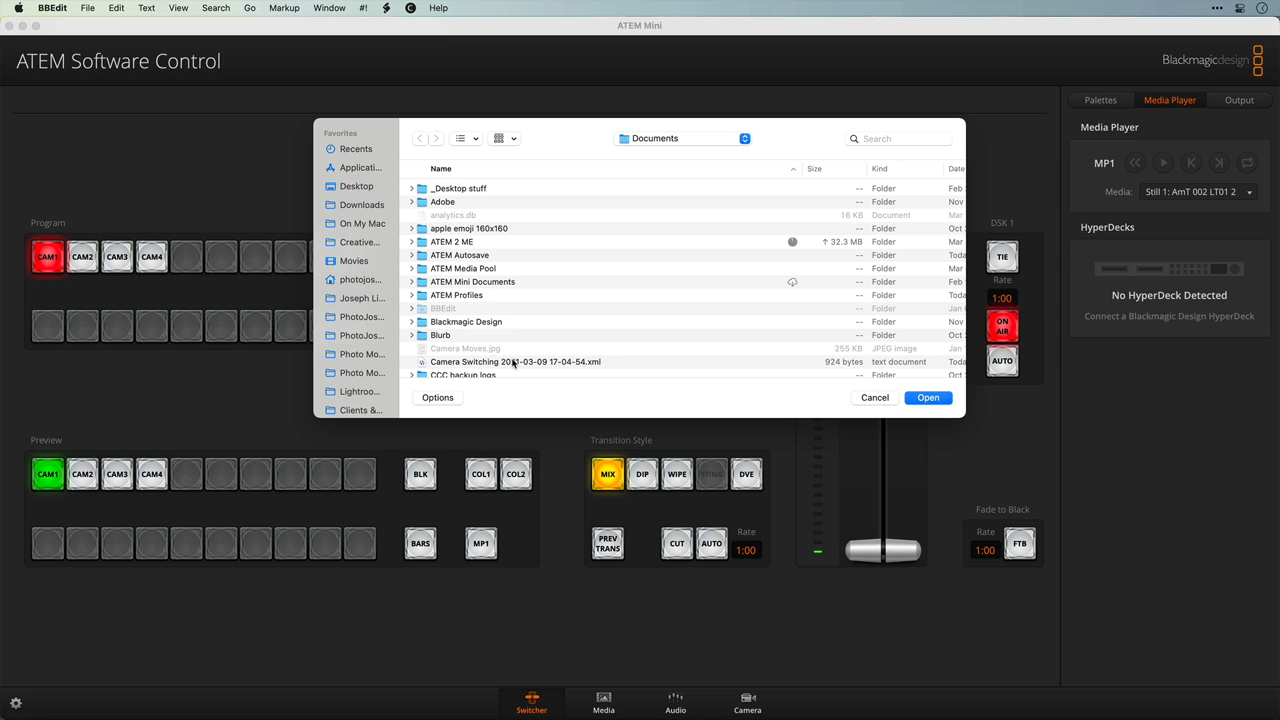 BBEdit File Edit Text View Search Go Markup Window #! Help
ATEM Mini
ATEM Software Control
Blackmagicdesign
Palettes Media Player Output
Media Player
MP1
Media: Still 1: AmT 002 LT01 2
HyperDecks
No HyperDeck Detected
Connect a Blackmagic Design HyperDeck
Favorites
Recents
Applicati...
Desktop
Downloads
On My Mac
Creative...
Movies
photojos...
Joseph Li...
PhotoJos...
PhotoJos...
Photo Mo...
Photo Mo...
Lightroo...
Clients &...
Documents
Search
Name Size Kind Date
_Desktop stuff -- Folder Feb
Adobe -- Folder Nov
analytics.db 16 KB Document Mar
apple emoji 160x160 -- Folder Oct
ATEM 2 ME ↑ 32.3 MB Folder Mar
ATEM Autosave -- Folder Toda
ATEM Media Pool -- Folder Mar
ATEM Mini Documents -- Folder Feb
ATEM Profiles -- Folder Toda
BBEdit -- Folder Jan
Blackmagic Design -- Folder Nov
Blurb -- Folder Oct
Camera Moves.jpg 255 KB JPEG image Jan
Camera Switching 2021-03-09 17-04-54.xml 924 bytes text document Toda
CCC backup logs -- Folder Oct
Options Cancel Open
Program
CAM1 CAM2 CAM3 CAM4
DSK 1
TIE
Rate
1:00
ON AIR
AUTO
Preview
CAM1 CAM2 CAM3 CAM4
BLK COL1 COL2
BARS MP1
Transition Style
MIX DIP WIPE STING DVE
PREV TRANS CUT AUTO
Rate
1:00
Fade to Black
Rate
1:00 FTB
Switcher Media Audio Camera